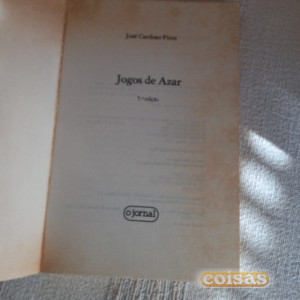 José Cardoso Pires
Jogos de Azar
o jornal
coisas